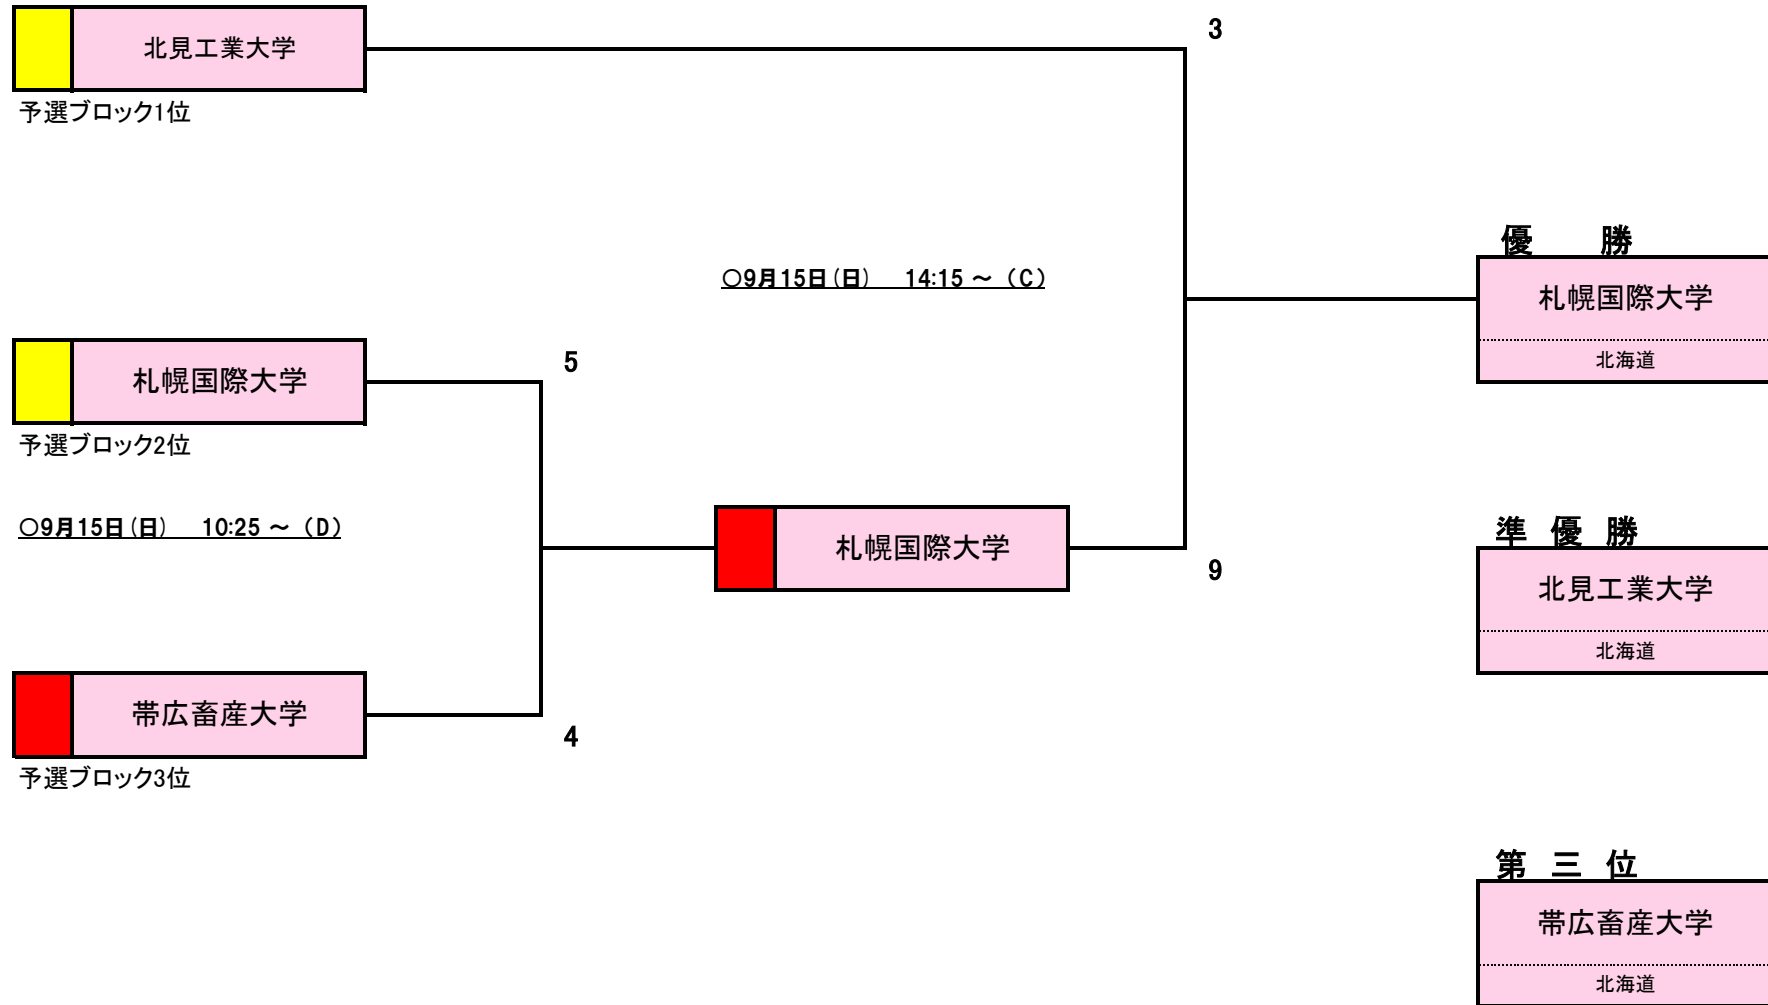 北見工業大学
3
予選ブロック1位
優 勝
〇9月15日(日) 14:15 ~ (C)
札幌国際大学
北海道
札幌国際大学
5
予選ブロック2位
〇9月15日(日) 10:25 ~ (D)
札幌国際大学
9
準 優 勝
北見工業大学
北海道
帯広畜産大学
4
予選ブロック3位
第 三 位
帯広畜産大学
北海道